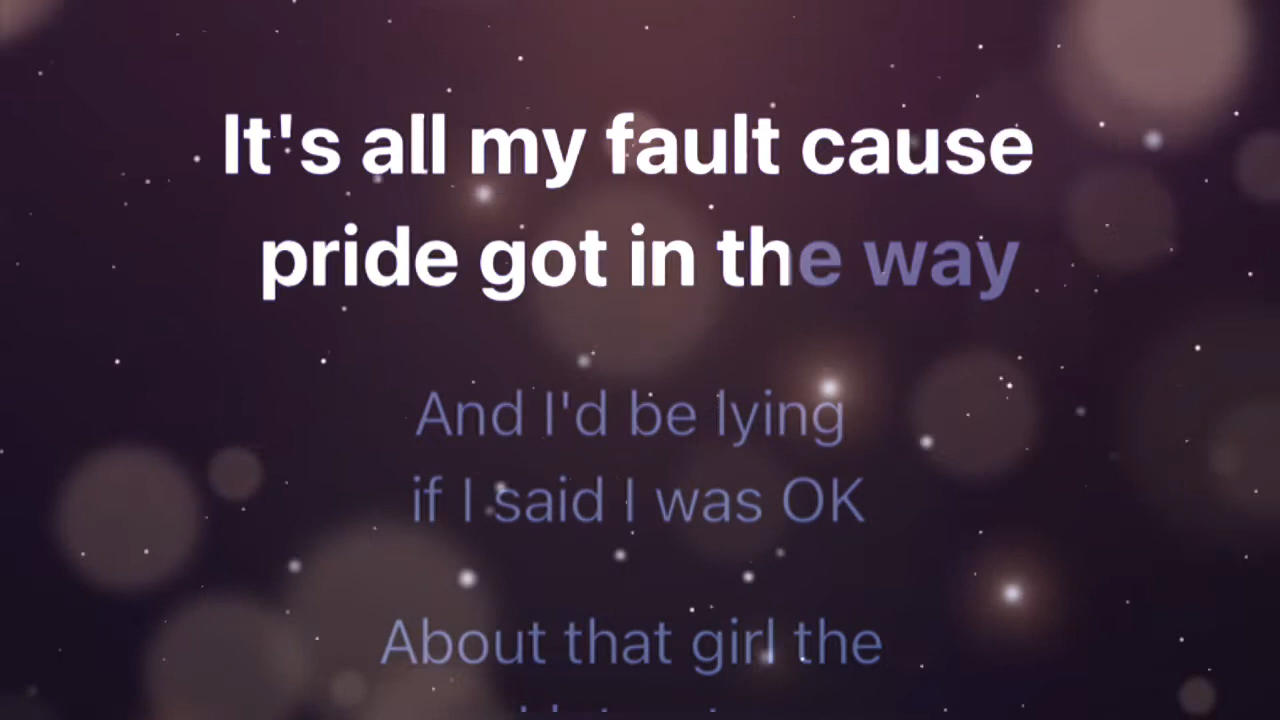 It's all my fault cause
pride got in the way
And I'd be lying
if I said I was OK
About that girl the